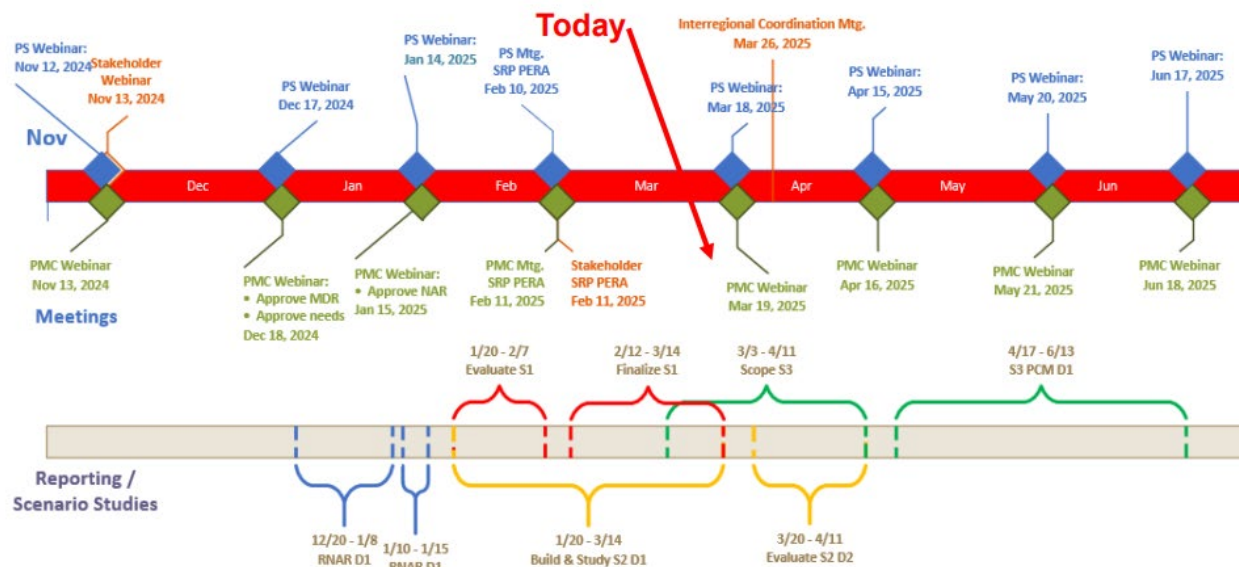 Today
Interregional Coordination Mtg.
Mar 26, 2025
PS Webinar:
Nov 12, 2024
Stakeholder
Webinar
Nov 13, 2024
PS Webinar
Dec 17, 2024
PS Webinar:
Jan 14, 2025
PS Mtg.
SRP PERA
Feb 10, 2025
PS Webinar:
Mar 18, 2025
PS Webinar:
Apr 15, 2025
PS Webinar:
May 20, 2025
PS Webinar:
Jun 17, 2025
Nov
Dec
Jan
Feb
Mar
Apr
May
Jun
PMC Webinar
Nov 13, 2024
PMC Webinar:
• Approve MDR
• Approve needs
Dec 18, 2024
PMC Webinar:
• Approve NAR
Jan 15, 2025
PMC Mtg.
SRP PERA
Feb 11, 2025
Stakeholder
SRP PERA
Feb 11, 2025
PMC Webinar
Mar 19, 2025
PMC Webinar
Apr 16, 2025
PMC Webinar
May 21, 2025
PMC Webinar
Jun 18, 2025
Meetings
1/20 - 2/7
Evaluate S1
2/12 - 3/14
Finalize S1
3/3 - 4/11
Scope S3
4/17 - 6/13
S3 PCM D1
Reporting /
Scenario Studies
12/20 - 1/8
RNAR D1
1/10 - 1/15
RNAR D1
1/20 - 3/14
Build & Study S2 D1
3/20 - 4/11
Evaluate S2 D2